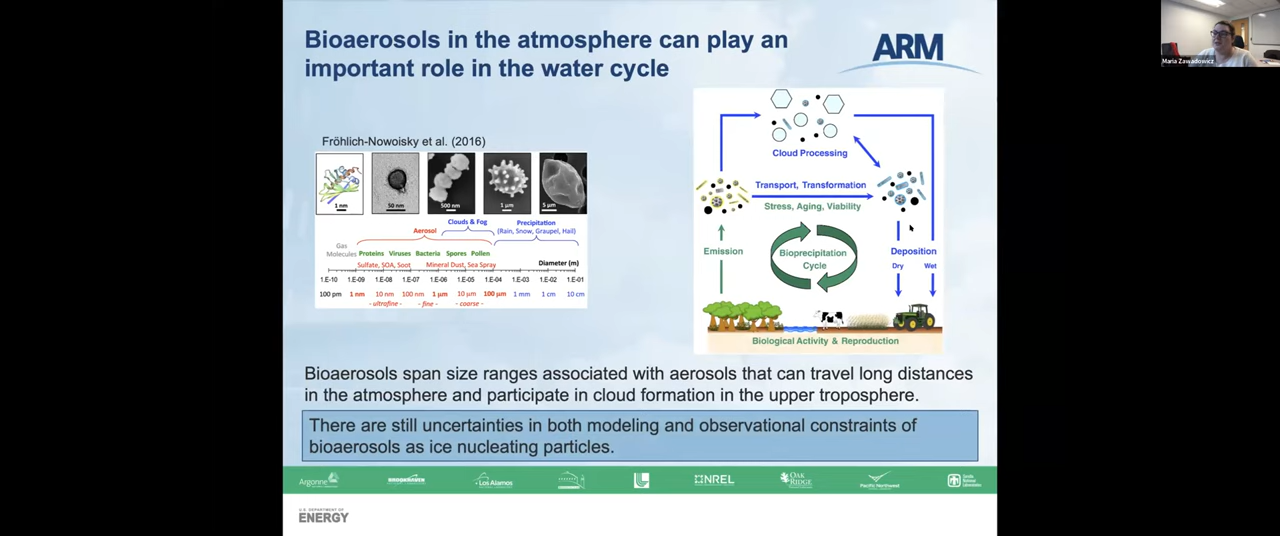 Bioaerosols in the atmosphere can play an
important role in the water cycle
ARM
Maria Zawadowicz
Fröhlich-Nowoisky et al. (2016)
1 nm
50 nm
500 nm
1 µm
5 µm
Clouds & Fog
Precipitation
Aerosol
(Rain, Snow, Graupel, Hail)
Gas
Molecules
Proteins Viruses Bacteria Spores Pollen
Sulfate, SOA, Soot Mineral Dust, Sea Spray
Diameter (m)
1.E-10 1.E-09 1.E-08 1.E-07 1.E-06 1.E-05 1.E-04 1.E-03 1.E-02 1.E-01
100 pm 1 nm 10 nm 100 nm 1 µm 10 µm 100 µm 1 mm 1 cm 10 cm
- ultrafine - - fine - - coarse -
Cloud Processing
Transport, Transformation
Stress, Aging, Viability
Emission
Bioprecipitation
Cycle
Deposition
Dry Wet
Biological Activity & Reproduction
Bioaerosols span size ranges associated with aerosols that can travel long distances
in the atmosphere and participate in cloud formation in the upper troposphere.
There are still uncertainties in both modeling and observational constraints of
bioaerosols as ice nucleating particles.
Argonne
BROOKHAVEN
Los Alamos
NREL
OAK
RIDGE
Pacific Northwest
Sandia
National
Laboratories
U.S. DEPARTMENT OF
ENERGY